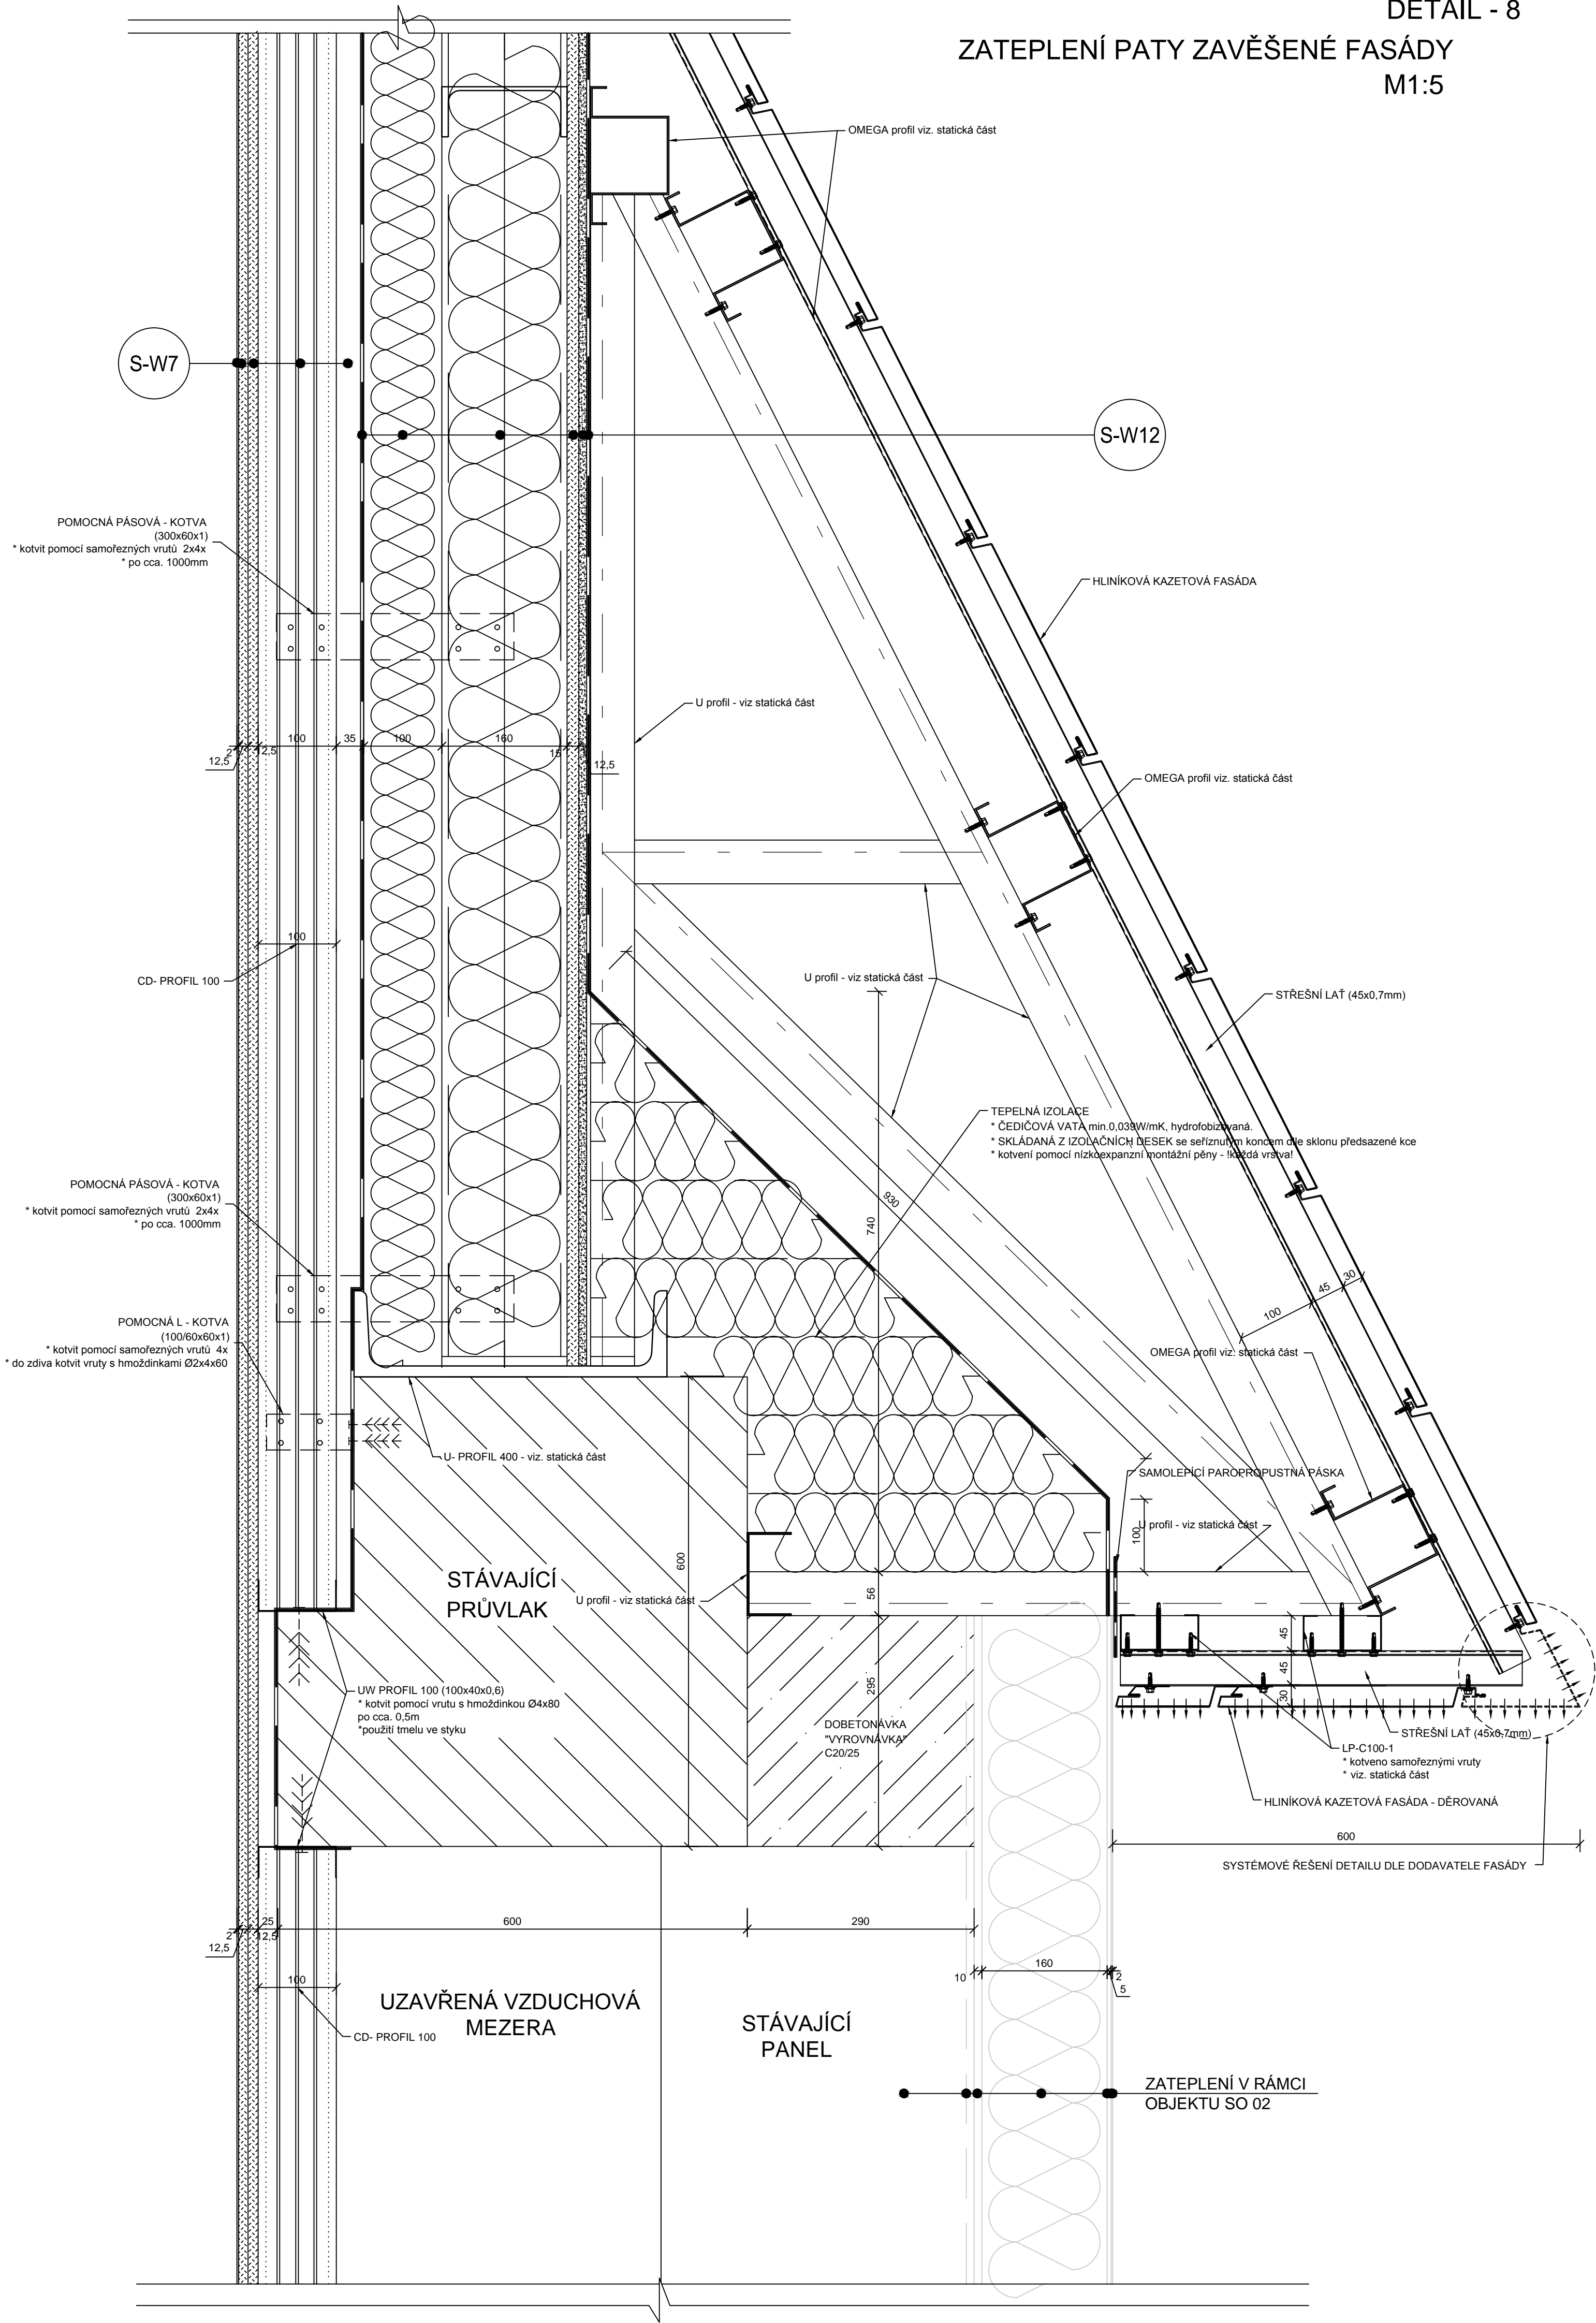 DETAIL - 8
ZATEPLENÍ PATY ZAVĚŠENÉ FASÁDY
M1:5
OMEGA profil viz. statická část
S-W7
S-W12
POMOCNÁ PÁSOVÁ - KOTVA
(300x60x1)
* kotvit pomocí samořezných vrutů 2x4x
* po cca. 1000mm
HLINÍKOVÁ KAZETOVÁ FASÁDA
U profil - viz statická část
2
12,5
12,5
100
35
100
160
15
12,5
OMEGA profil viz. statická část
100
CD- PROFIL 100
U profil - viz statická část
STŘEŠNÍ LAŤ (45x0,7mm)
TEPELNÁ IZOLACE
* ČEDIČOVÁ VATA min.0,039W/mK, hydrofobizovaná.
* SKLÁDANÁ Z IZOLAČNÍCH DESEK se seříznutým koncem dle sklonu předsazené kce
* kotvení pomocí nízkoexpanzní montážní pěny - !každá vrstva!
POMOCNÁ PÁSOVÁ - KOTVA
(300x60x1)
* kotvit pomocí samořezných vrutů 2x4x
* po cca. 1000mm
930
740
100
45
30
POMOCNÁ L - KOTVA
(100/60x60x1)
* kotvit pomocí samořezných vrutů 4x
* do zdiva kotvit vruty s hmoždinkami Ø2x4x60
OMEGA profil viz. statická část
U- PROFIL 400 - viz. statická část
SAMOLEPÍCÍ PAROPROPUSTNÁ PÁSKA
U profil - viz statická část
100
600
STÁVAJÍCÍ
PRŮVLAK
U profil - viz statická část
56
45
45
30
295
UW PROFIL 100 (100x40x0,6)
* kotvit pomocí vrutu s hmoždinkou Ø4x80
po cca. 0,5m
*použití tmelu ve styku
DOBETONÁVKA
"VYROVNÁVKA"
C20/25
STŘEŠNÍ LAŤ (45x0,7mm)
LP-C100-1
* kotveno samořeznými vruty
* viz. statická část
HLINÍKOVÁ KAZETOVÁ FASÁDA - DĚROVANÁ
600
SYSTÉMOVÉ ŘEŠENÍ DETAILU DLE DODAVATELE FASÁDY
2
12,5
12,5
25
600
290
10
160
2
5
100
UZAVŘENÁ VZDUCHOVÁ
MEZERA
CD- PROFIL 100
STÁVAJÍCÍ
PANEL
ZATEPLENÍ V RÁMCI
OBJEKTU SO 02